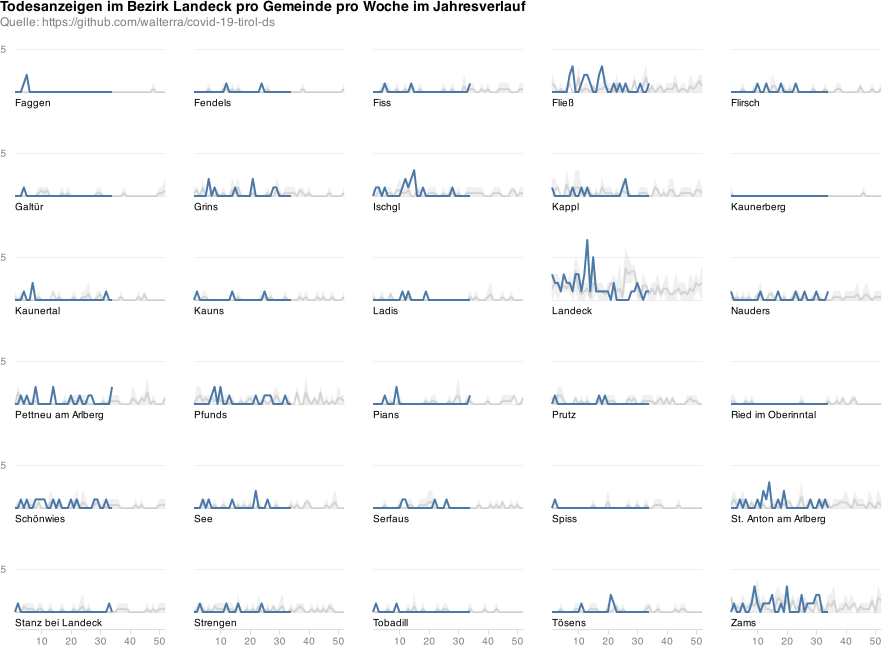 Todesanzeigen im Bezirk Landeck pro Gemeinde pro Woche im Jahresverlauf
Quelle: https://github.com/walterra/covid-19-tirol-ds
5
Faggen Fendels Fiss Fließ Flirsch
5
Galtür Grins Ischgl Kappl Kaunerberg
5
Kaunertal Kauns Ladis Landeck Nauders
5
Pettneu am Arlberg Pfunds Pians Prutz Ried im Oberinntal
5
Schönwies See Serfaus Spiss St. Anton am Arlberg
5
Stanz bei Landeck Strengen Tobadill Tösens Zams
10 20 30 40 50 10 20 30 40 50 10 20 30 40 50 10 20 30 40 50 10 20 30 40 50